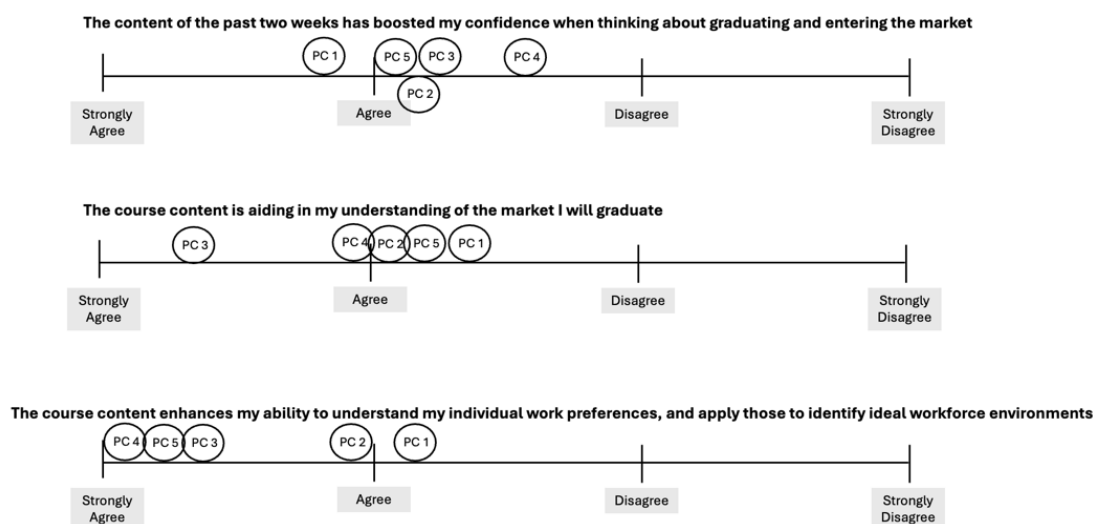 The content of the past two weeks has boosted my confidence when thinking about graduating and entering the market
PC 1
PC 5
PC 3
PC 4
PC 2
Strongly
Agree
Agree
Disagree
Strongly
Disagree
The course content is aiding in my understanding of the market I will graduate
PC 3
PC 4
PC 2
PC 5
PC 1
Strongly
Agree
Agree
Disagree
Strongly
Disagree
The course content enhances my ability to understand my individual work preferences, and apply those to identify ideal workforce environments
PC 4
PC 5
PC 3
PC 2
PC 1
Strongly
Agree
Agree
Disagree
Strongly
Disagree